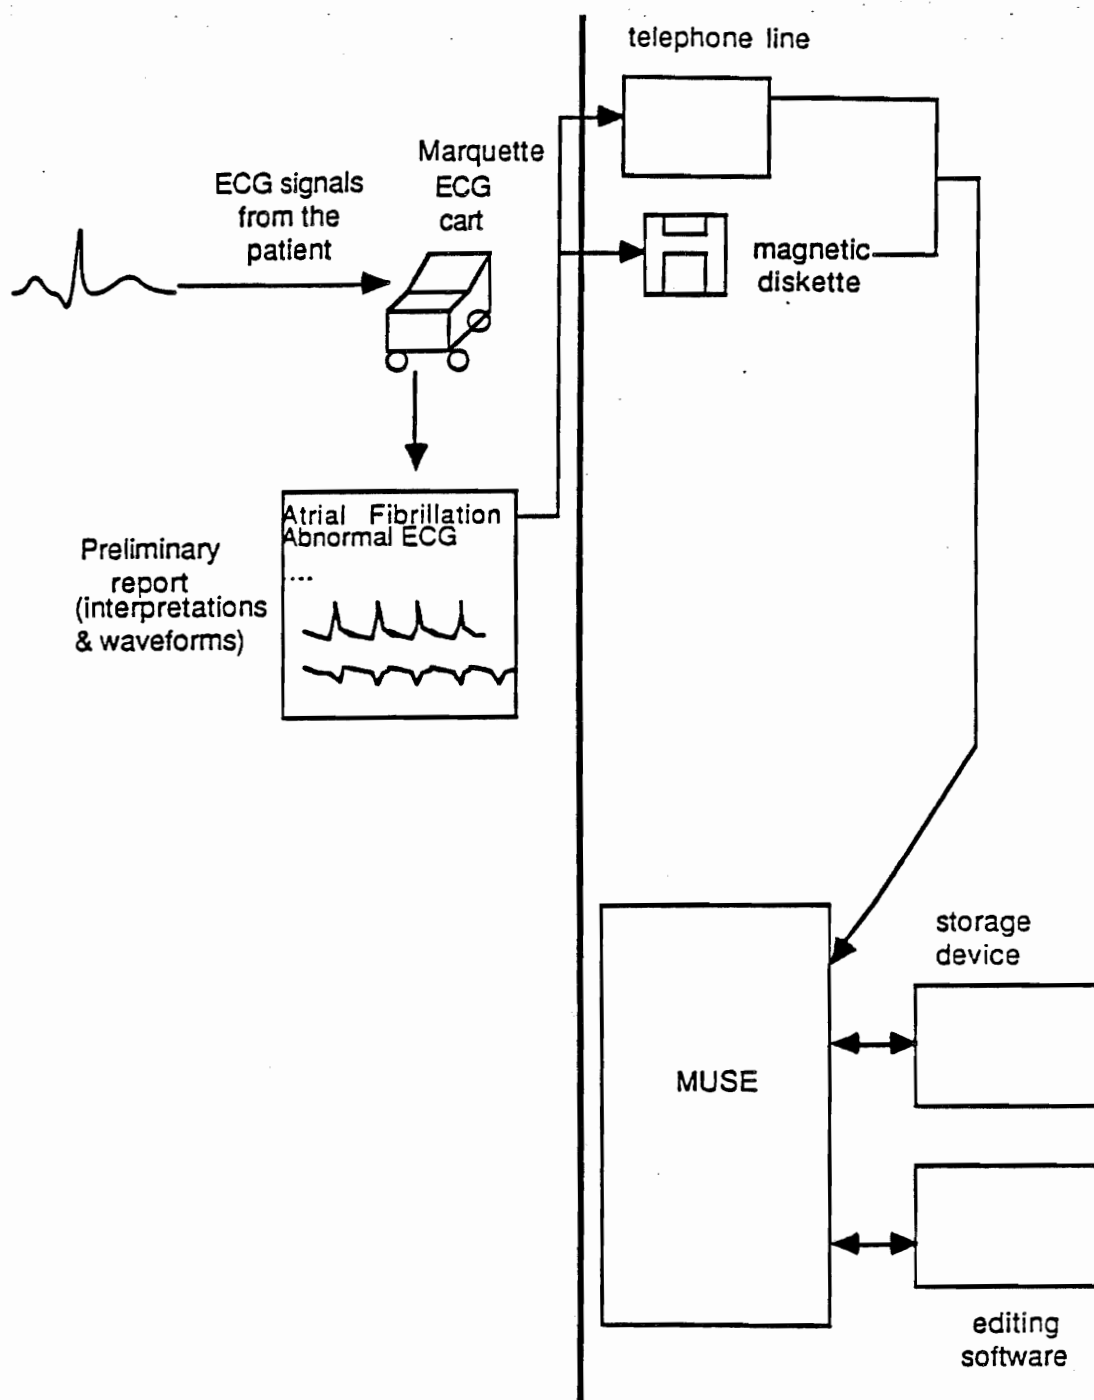 telephone line
Marquette
ECG
cart
ECG signals
from the
patient
magnetic
diskette
Atrial Fibrillation
Abnormal ECG
....
Preliminary
report
(interpretations
& waveforms)
storage
device
MUSE
editing
software